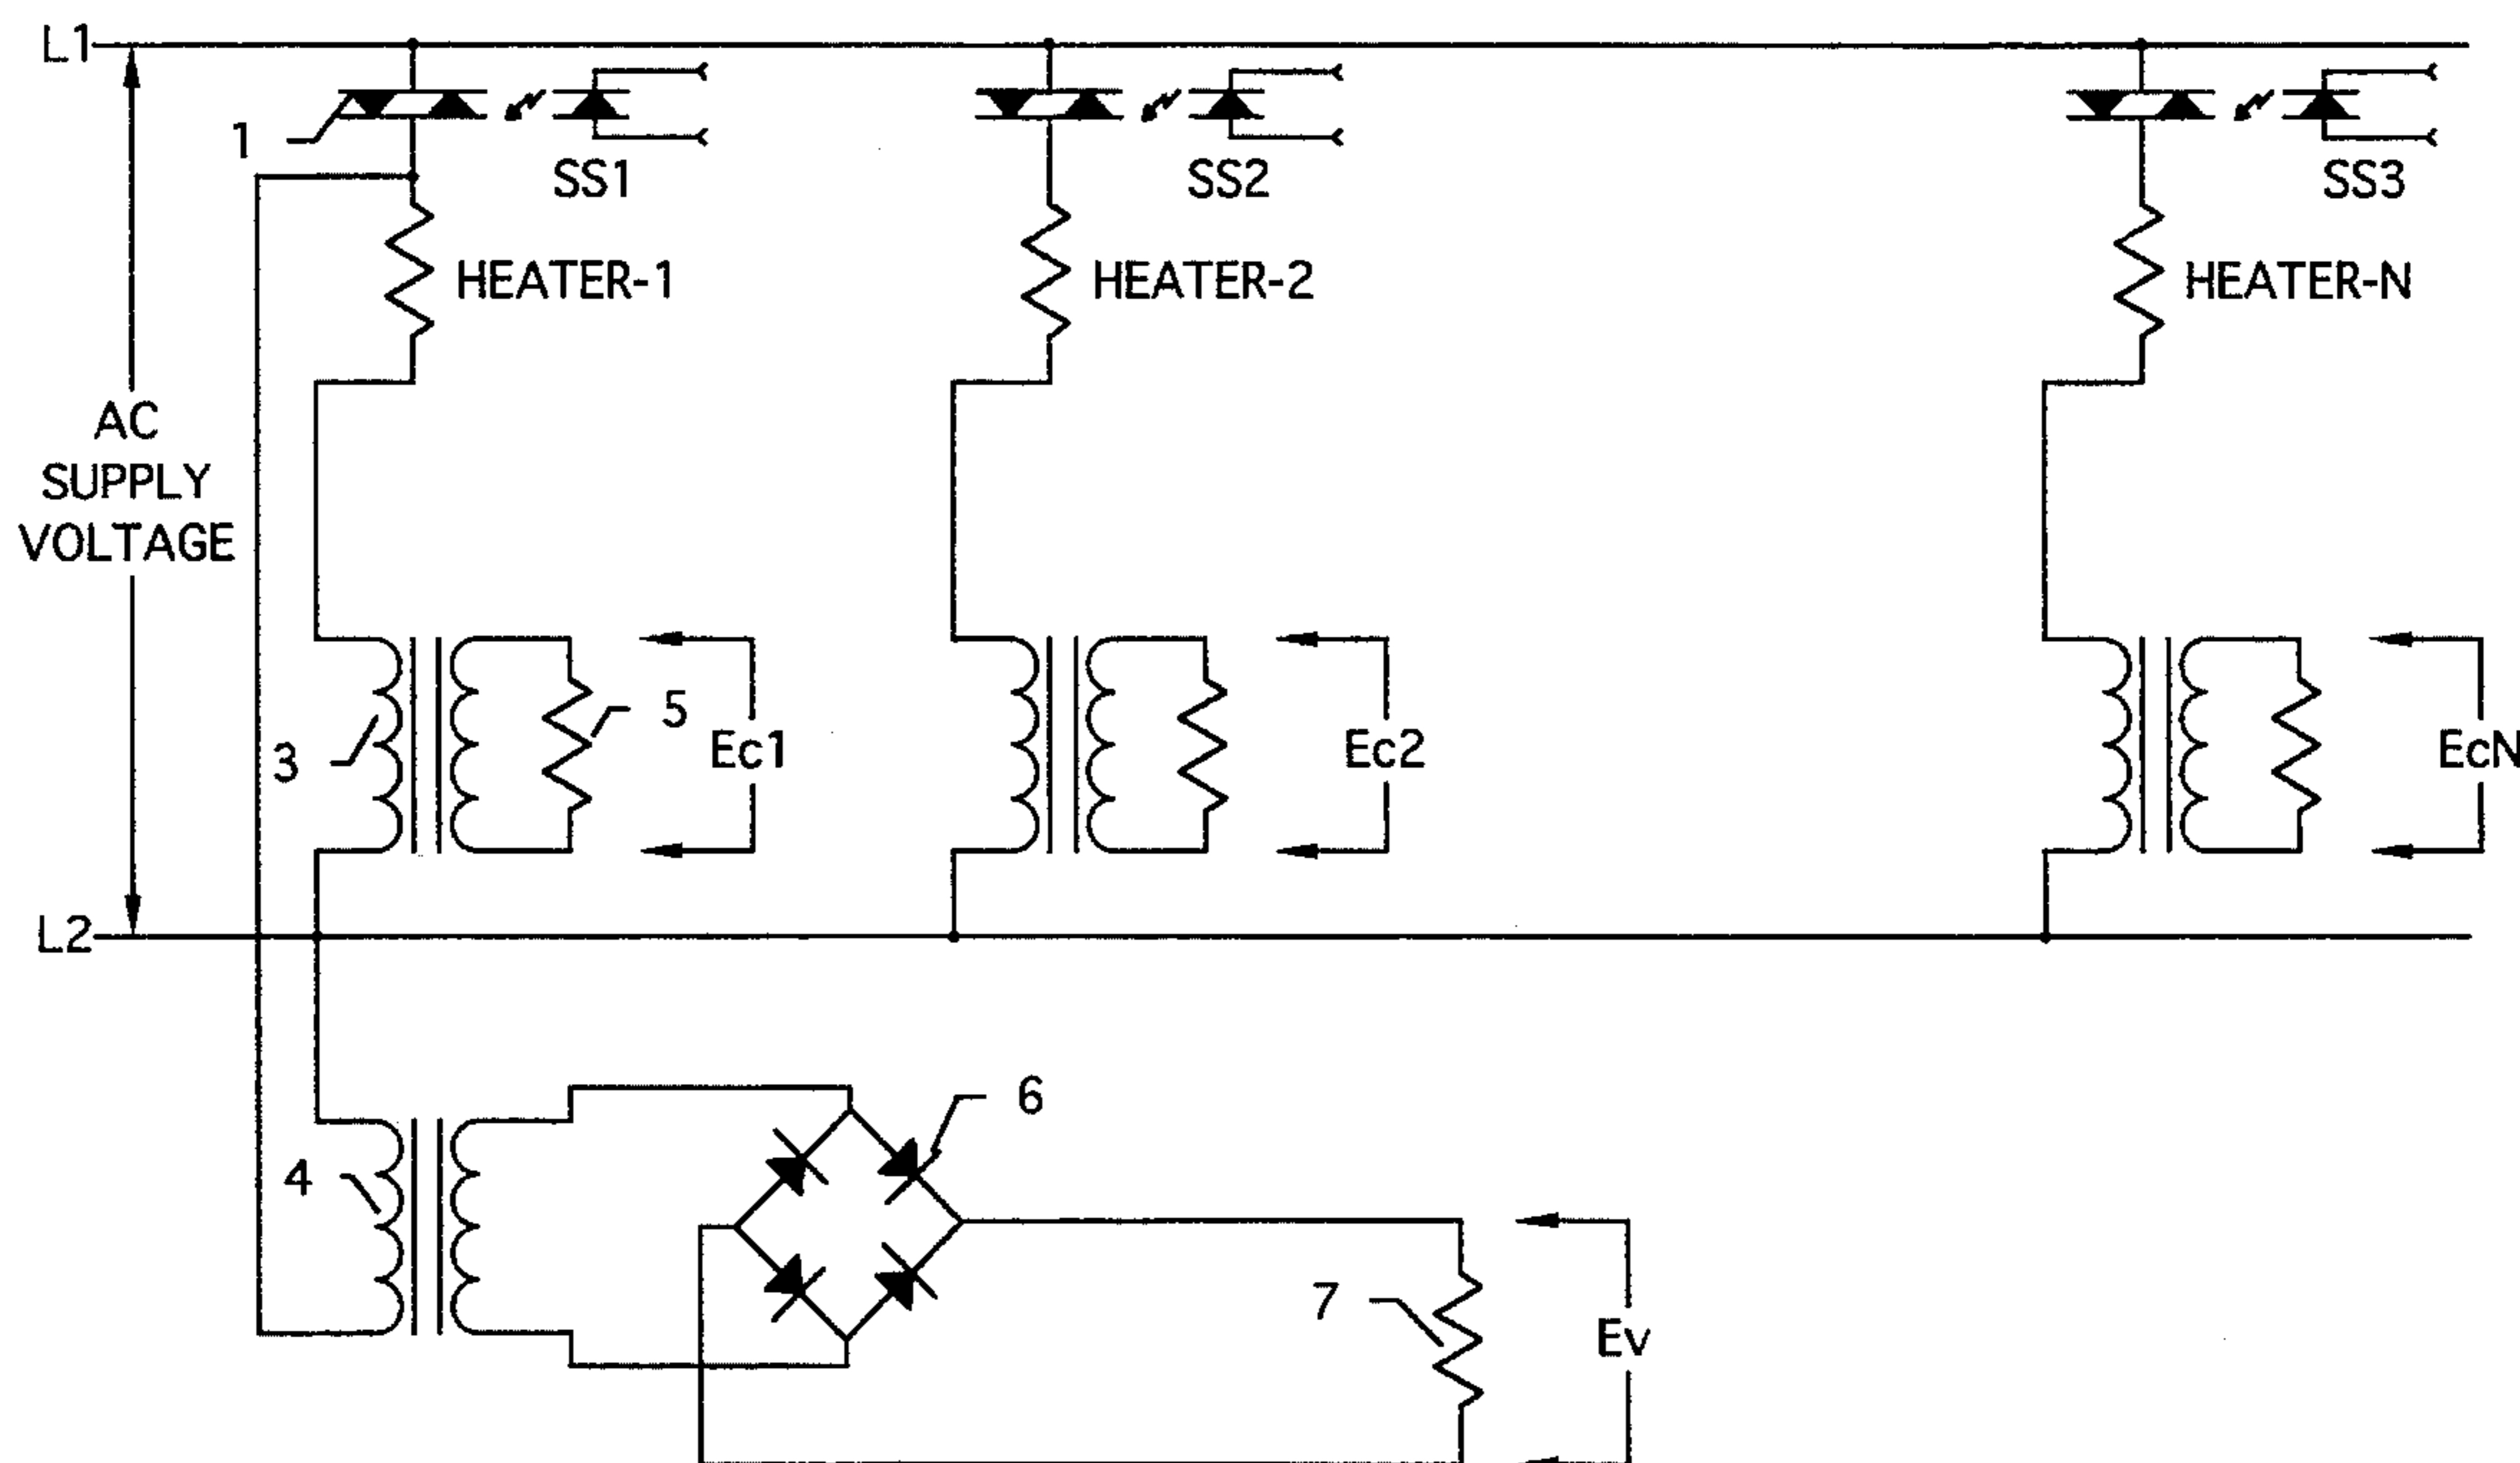 L1
1
SS1
SS2
SS3
HEATER-1
HEATER-2
HEATER-N
AC
SUPPLY
VOLTAGE
3
5
Ec1
Ec2
EcN
L2
4
6
7
Ev